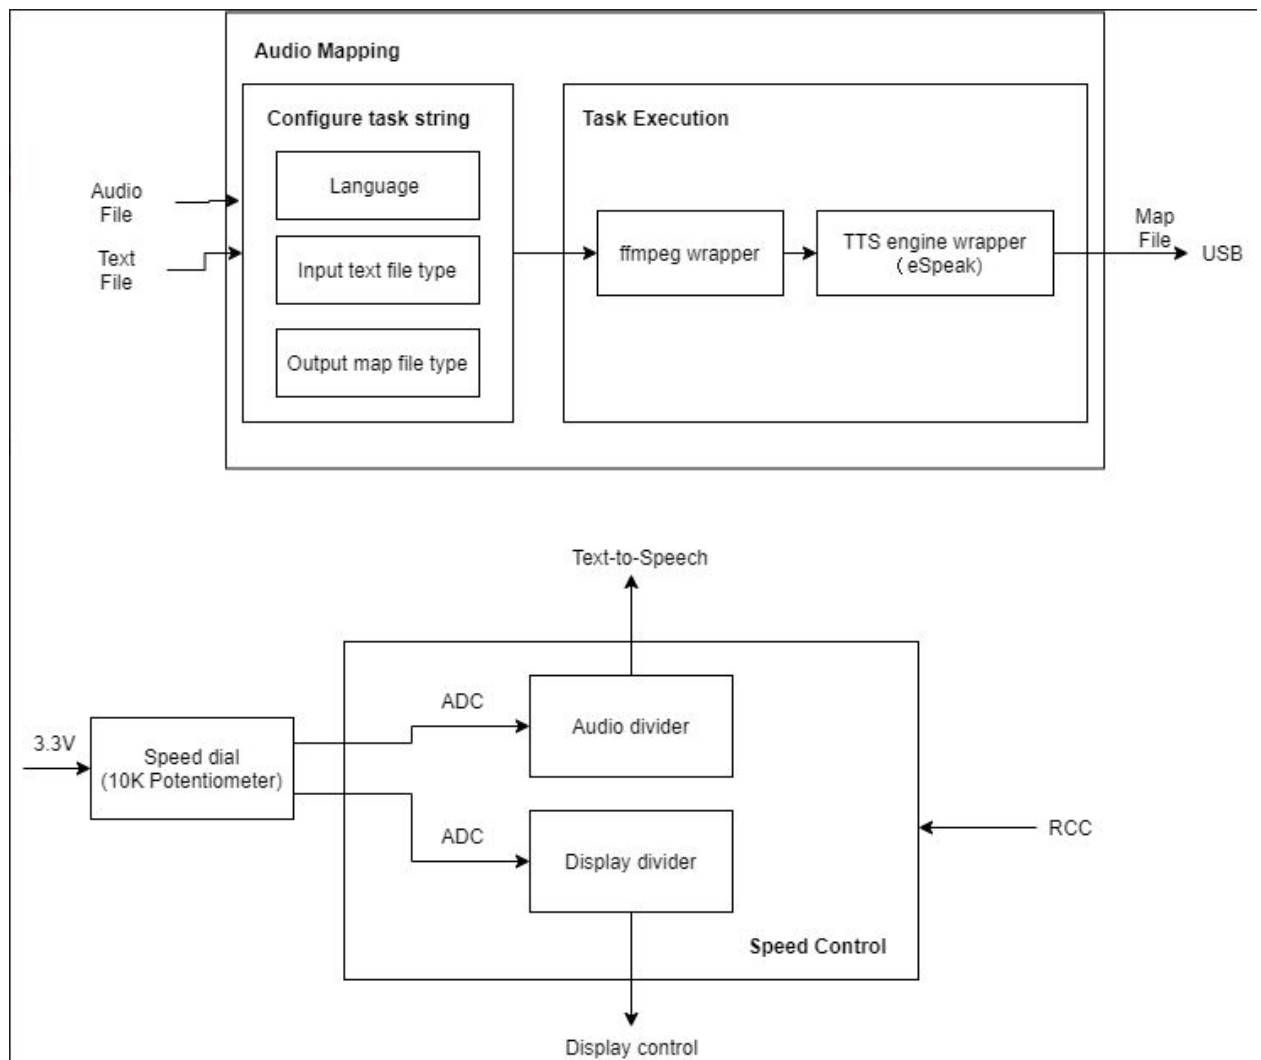 Audio Mapping
Configure task string
Language
Input text file type
Output map file type
Audio
File
Text
File
Task Execution
ffmpeg wrapper
TTS engine wrapper
(eSpeak)
Map
File
USB
Text-to-Speech
3.3V
Speed dial
(10K Potentiometer)
ADC
Audio divider
ADC
Display divider
RCC
Speed Control
Display control